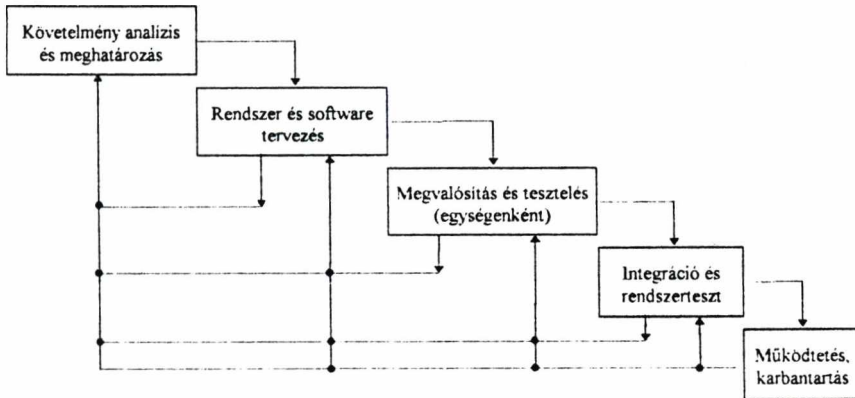 Követelmény analízis
és meghatározás
Rendszer és software
tervezés
Megvalósítás és tesztelés
(egységenként)
Integráció és
rendszerteszt
Működtetés,
karbantartás